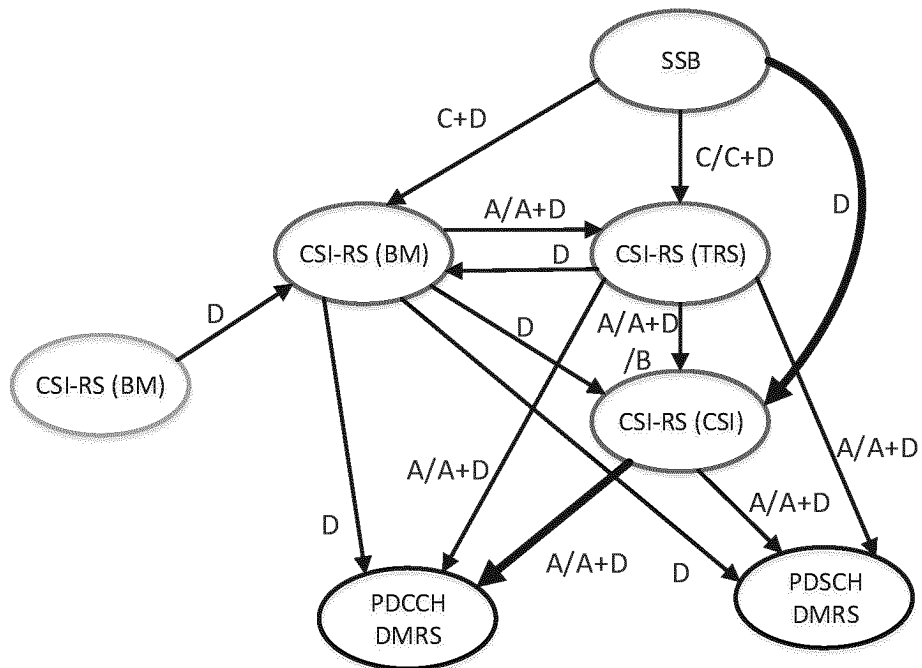 SSB
C+D
C/C+D
D
A/A+D
CSI-RS (BM)
CSI-RS (TRS)
D
D
D
A/A+D
/B
CSI-RS (BM)
CSI-RS (CSI)
A/A+D
A/A+D
A/A+D
D
A/A+D
D
PDCCH
DMRS
PDSCH
DMRS